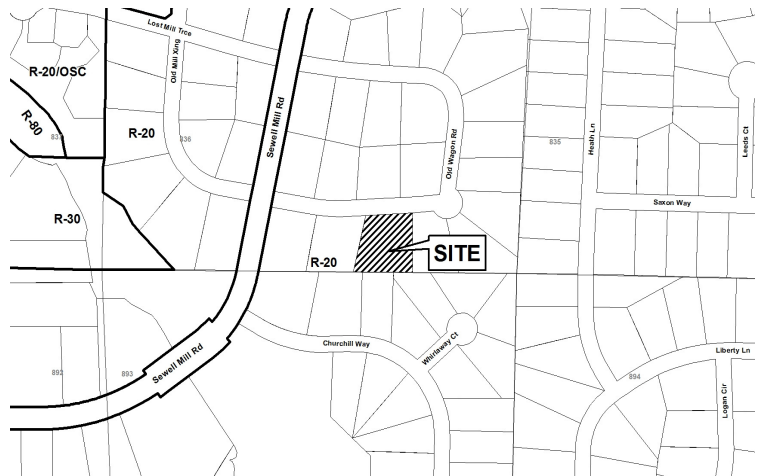 Lost Mill Trce
Old Mill Xing
R-20/OSC
R-80
R-20
836
Sewell Mill Rd
Old Wagon Rd
835
Heath Ln
Leeds Ct
Saxon Way
R-30
R-20
SITE
Churchill Way
Whirlaway Ct
Sewell Mill Rd
892
893
894
Liberty Ln
Logan Cir